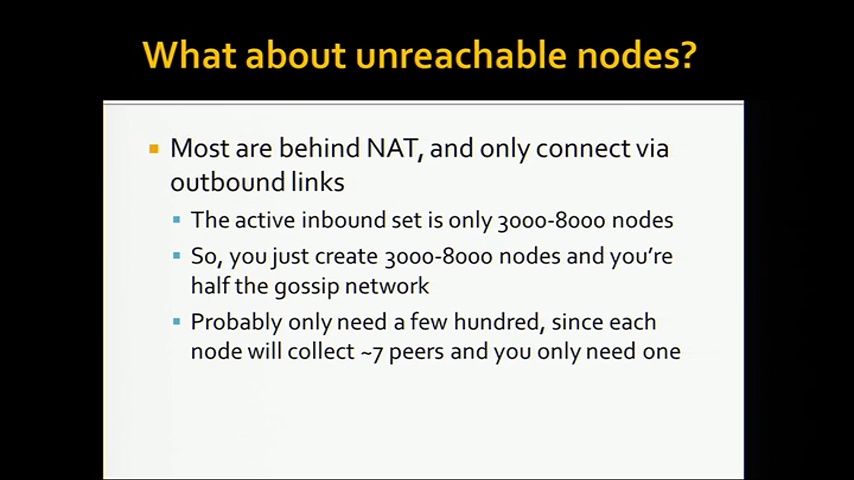 What about unreachable nodes?
Most are behind NAT, and only connect via
outbound links
The active inbound set is only 3000-8000 nodes
So, you just create 3000-8000 nodes and you're
half the gossip network
Probably only need a few hundred, since each
node will collect ~7 peers and you only need one